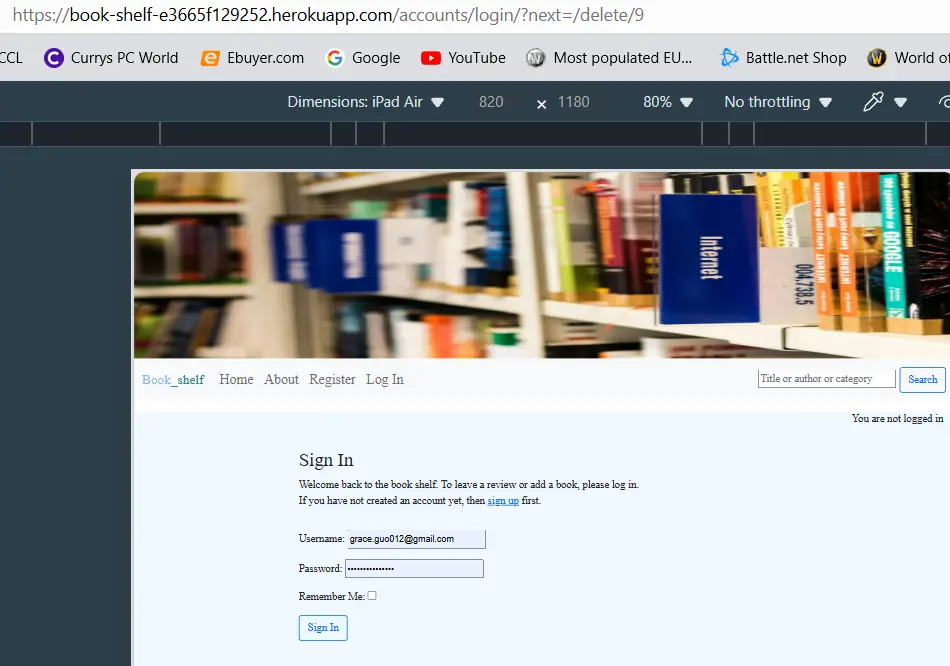 https://book-shelf-e3665f129252.herokuapp.com/accounts/login/?next=/delete/9
CCL Currys PC World Ebuyer.com Google YouTube Most populated EU... Battle.net Shop World of
Dimensions: iPad Air 820 × 1180 80% No throttling
Internet
004.738.5
INTERNET
INTERNET
GOOGLE
Book_shelf Home About Register Log In Title or author or category Search
You are not logged in
Sign In
Welcome back to the book shelf. To leave a review or add a book, please log in.
If you have not created an account yet, then sign up first.
Username: grace.guo012@gmail.com
Password: ••••••••••••••
Remember Me:
Sign In